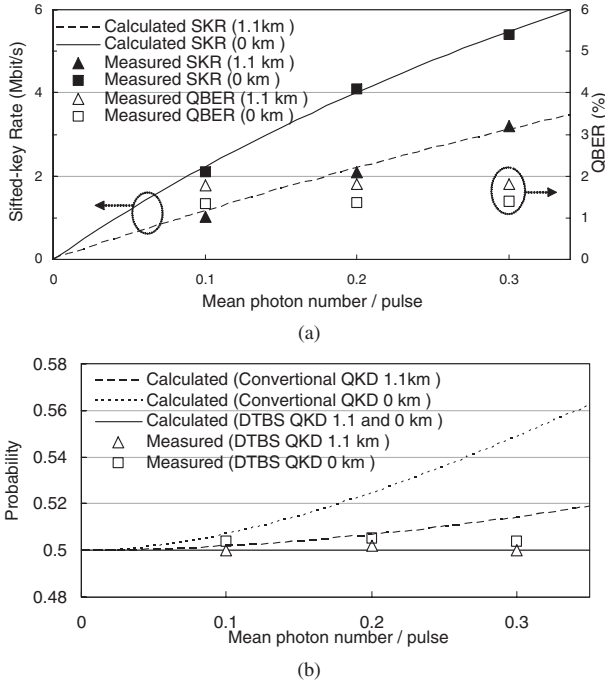 Calculated SKR (1.1km)
Calculated SKR (0 km)
Measured SKR (1.1 km )
Measured SKR (0 km)
Measured QBER (1.1 km )
Measured QBER (0 km)
6
4
2
0
Sifted-key Rate (Mbit/s)
6
5
4
3
2
1
0
QBER (%)
0
0.1
0.2
0.3
Mean photon number / pulse
(a)
Calculated (Convertional QKD 1.1km )
Calculated (Convertional QKD 0 km )
Calculated (DTBS QKD 1.1 and 0 km )
Measured (DTBS QKD 1.1 km )
Measured (DTBS QKD 0 km )
0.58
0.56
0.54
0.52
0.5
0.48
Probability
0
0.1
0.2
0.3
Mean photon number / pulse
(b)